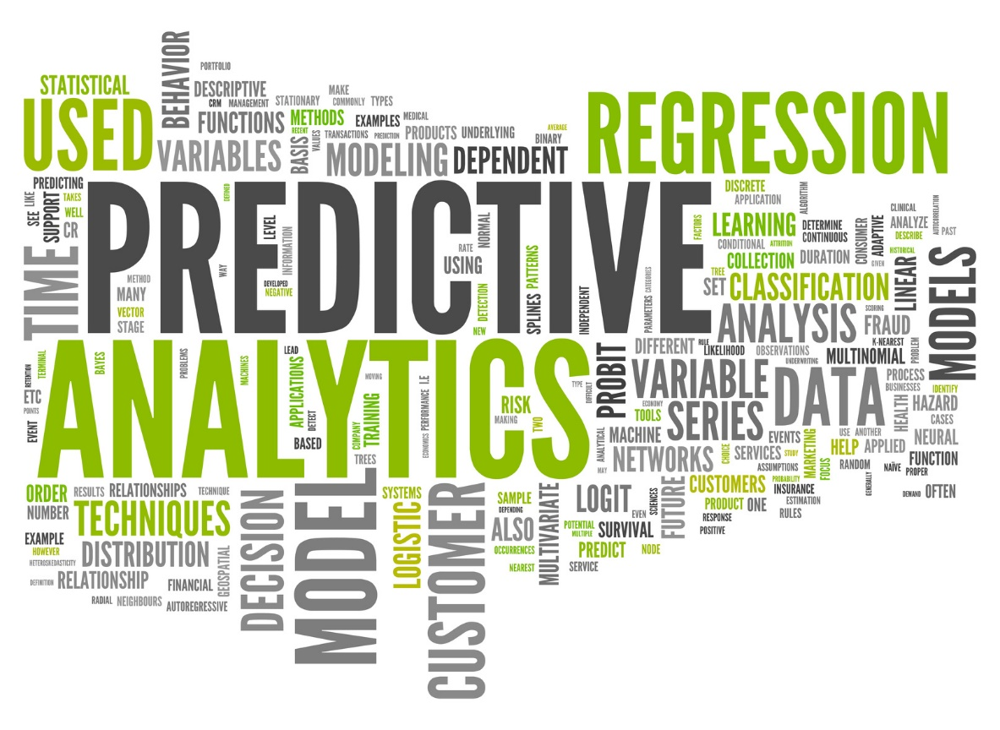 BEHAVIOR
PORTFOLIO
STATISTICAL
DESCRIPTIVE
CRM
MANAGEMENT
STATIONARY
MAKE
COMMONLY
TYPES
USED
FUNCTIONS
METHODS
EXAMPLES
MEDICAL
REGRESSION
RECENT
VALUES
TRANSACTIONS
PREDICTION
PRODUCTS
UNDERLYING
AVERAGE
BINARY
VARIABLES
BASIS
MODELING
DEPENDENT
PREDICTING
LIKE
SEE
SUPPORT
TAKES
WELL
CR
DEFINED
PREDICTIVE
DISCRETE
APPLICATION
ALGORITHM
CLINICAL
AUTOCORRELATION
LEVEL
INFORMATION
NORMAL
FACTORS
LEARNING
DETERMINE
CONTINUOUS
CONSUMER
ADAPTIVE
ANALYZE
PAST
DESCRIBE
CONDITIONAL
ATTRITION
HISTORICAL
TIME
RATE
USING
PATTERNS
COLLECTION
DURATION
GIVEN
LINEAR
MODELS
METHOD
MANY
WAY
DEVELOPED
NEGATIVE
DETECTION
SPLINES
INDEPENDENT
CATEGORIES
PARAMETERS
TREE
SET
CLASSIFICATION
VECTOR
STAGE
NEW
ANALYSIS
SCORING
FRAUD
TERMINAL
RETENTION
BAYES
PROBLEMS
MACHINES
LEAD
ANALYTICS
APPLICATIONS
DETECT
MOVING
I.E
PERFORMANCE
ECONOMICS
PROBIT
DIFFERENT
RULE
LIKELIHOOD
OBSERVATIONS
UNDERWRITING
K-NEAREST
MULTINOMIAL
PROBLEM
ETC
POINTS
EVENT
BASED
COMPANY
TRAINING
TREES
RISK
MAKING
TWO
TYPE
DIFFICULT
VARIABLE
DATA
PROCESS
BUSINESSES
IDENTIFY
ECONOMY
TOOLS
SERIES
HEALTH
HAZARD
CASES
ANALYTICAL
MAY
MACHINE
NETWORKS
CHOICE
SERVICES
EVENTS
STUDY
MARKETING
FOCUS
USE
ANOTHER
HELP
APPLIED
NEURAL
ASSUMPTIONS
RANDOM
NAÏVE
FUNCTION
PROPER
ORDER
RESULTS
RELATIONSHIPS
TECHNIQUE
NUMBER
TECHNIQUES
DECISION
MODEL
SYSTEMS
LOGISTIC
CUSTOMER
SAMPLE
DEPENDING
ALSO
MULTIVARIATE
LOGIT
EVEN
SCIENCES
FUTURE
CUSTOMERS
PROBABILITY
INSURANCE
GENERALLY
DEMAND
OFTEN
PRODUCT
ONE
ESTIMATION
RULES
RESPONSE
POSITIVE
EXAMPLE
HOWEVER
HETEROSKEDASTICITY
DISTRIBUTION
GEOSPATIAL
OCCURRENCES
POTENTIAL
MULTIPLE
SURVIVAL
PREDICT
NODE
NEAREST
SERVICE
DEFINITION
RELATIONSHIP
FINANCIAL
RADIAL
NEIGHBOURS
AUTOREGRESSIVE